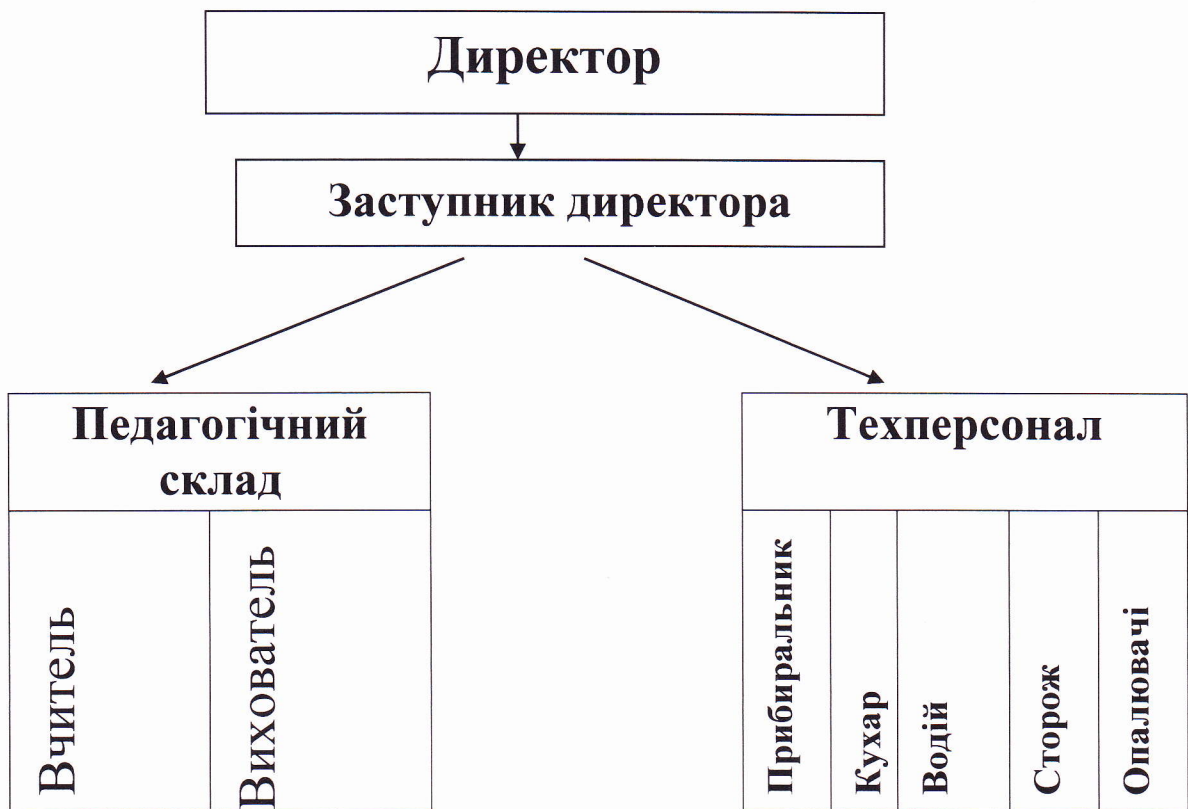 Директор
Заступник директора
Педагогічний
склад
Техперсонал
Вчитель
Вихователь
Прибиральник
Кухар
Водій
Сторож
Опалювачі